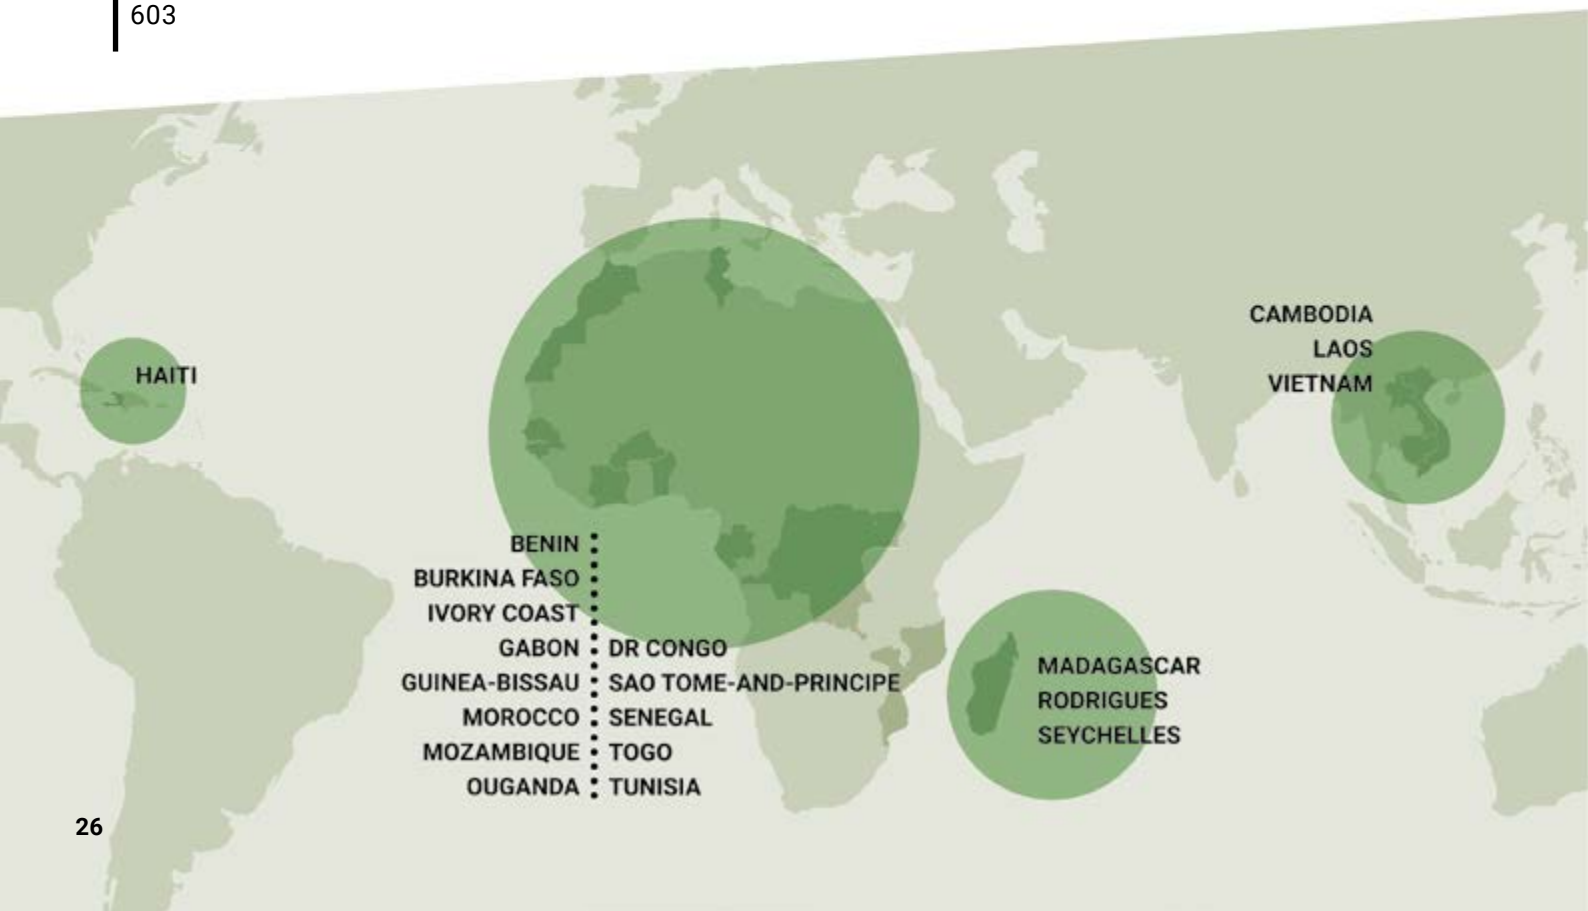 603
HAITI
CAMBODIA
LAOS
VIETNAM
BENIN
BURKINA FASO
IVORY COAST
GABON
GUINEA-BISSAU
MOROCCO
MOZAMBIQUE
OUGANDA
DR CONGO
SAO TOME-AND-PRINCIPE
SENEGAL
TOGO
TUNISIA
MADAGASCAR
RODRIGUES
SEYCHELLES
26